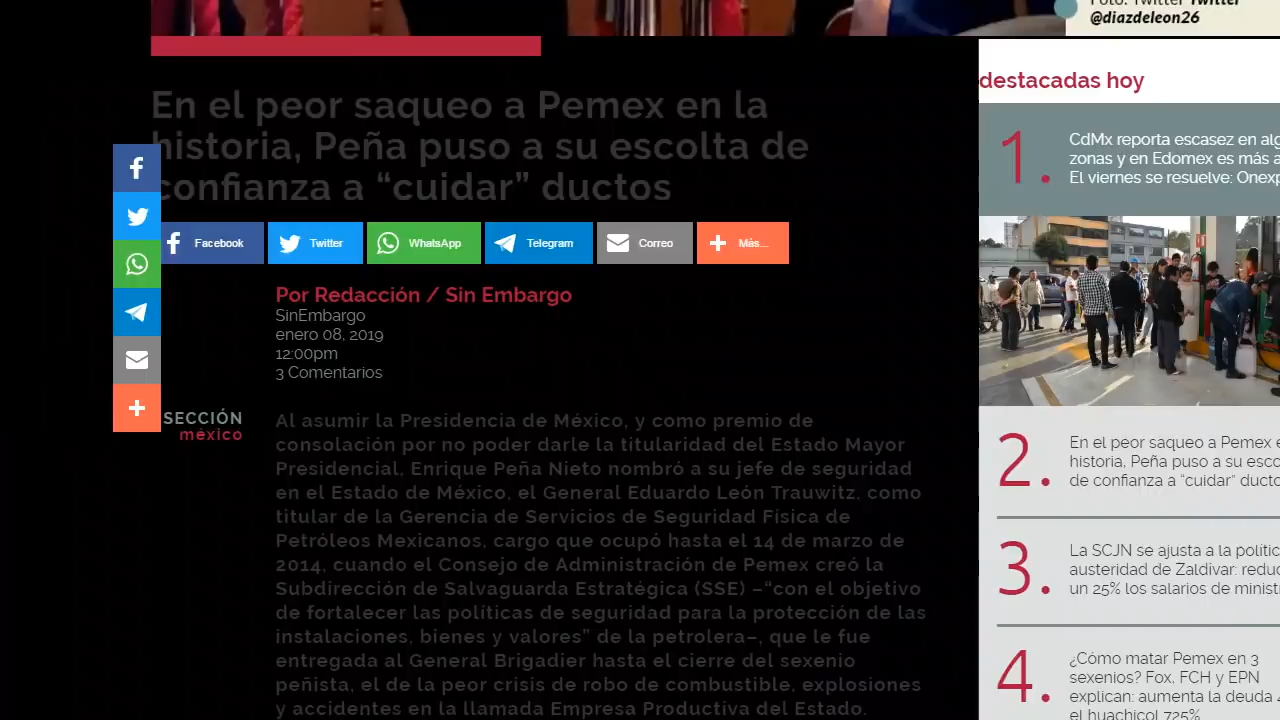 Foto: Twitter Twitter
@diazdeleon26
En el peor saqueo a Pemex en la
historia, Peña puso a su escolta de
confianza a “cuidar” ductos
Facebook
Twitter
WhatsApp
Telegram
Correo
Más...
Por Redacción / Sin Embargo
SinEmbargo
enero 08, 2019
12:00pm
3 Comentarios
SECCIÓN
méxico
Al asumir la Presidencia de México, y como premio de
consolación por no poder darle la titularidad del Estado Mayor
Presidencial, Enrique Peña Nieto nombró a su jefe de seguridad
en el Estado de México, el General Eduardo León Trauwitz, como
titular de la Gerencia de Servicios de Seguridad Física de
Petróleos Mexicanos, cargo que ocupó hasta el 14 de marzo de
2014, cuando el Consejo de Administración de Pemex creó la
Subdirección de Salvaguarda Estratégica (SSE) –“con el objetivo
de fortalecer las políticas de seguridad para la protección de las
instalaciones, bienes y valores” de la petrolera–, que le fue
entregada al General Brigadier hasta el cierre del sexenio
peñista, el de la peor crisis de robo de combustible, explosiones
y accidentes en la llamada Empresa Productiva del Estado.
destacadas hoy
1.
CdMx reporta escasez en
zonas y en Edomex es más
El viernes se resuelve: Onexp
2.
En el peor saqueo a Pemex
historia, Peña puso a su
de confianza a “cuidar”
3.
La SCJN se ajusta a la
austeridad de Zaldívar:
un 25% los salarios de
4.
¿Cómo matar Pemex en 3
sexenios? Fox, FCH y EPN
explican: aumenta la deuda
el huachicol 725%